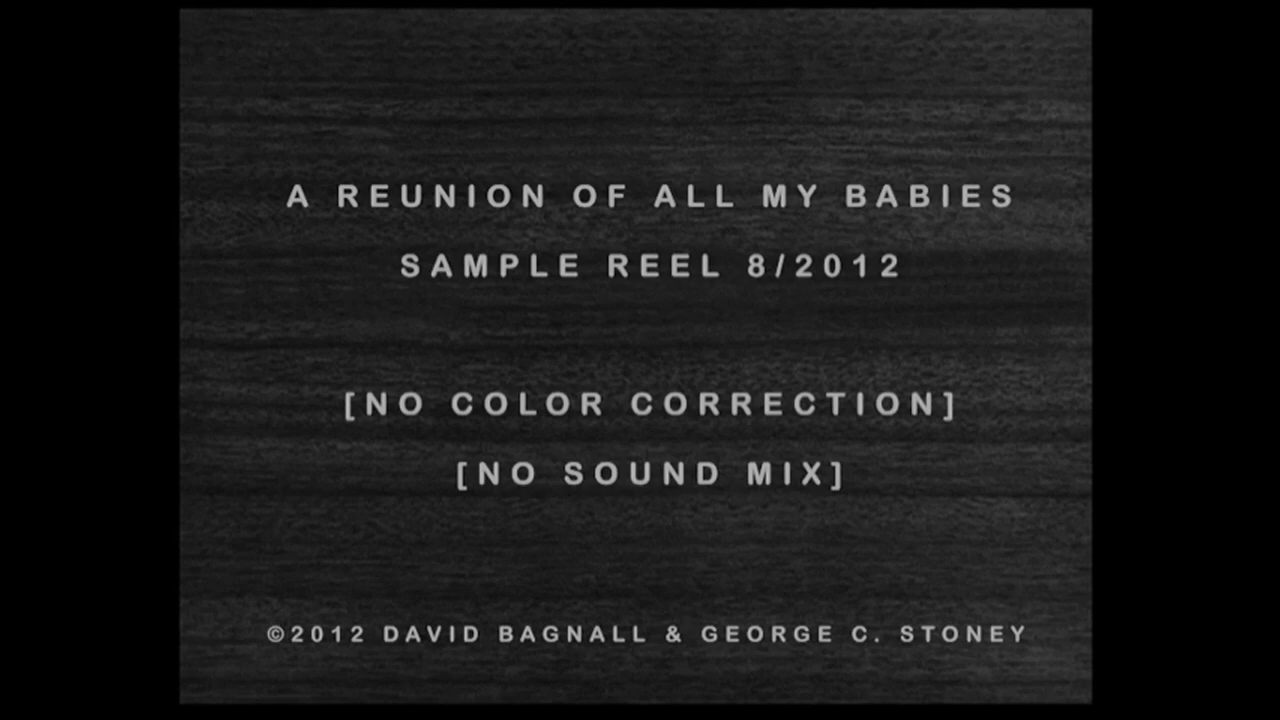 A REUNION OF ALL MY BABIES
SAMPLE REEL 8/2012
[NO COLOR CORRECTION]
[NO SOUND MIX]
©2012 DAVID BAGNALL & GEORGE C. STONEY